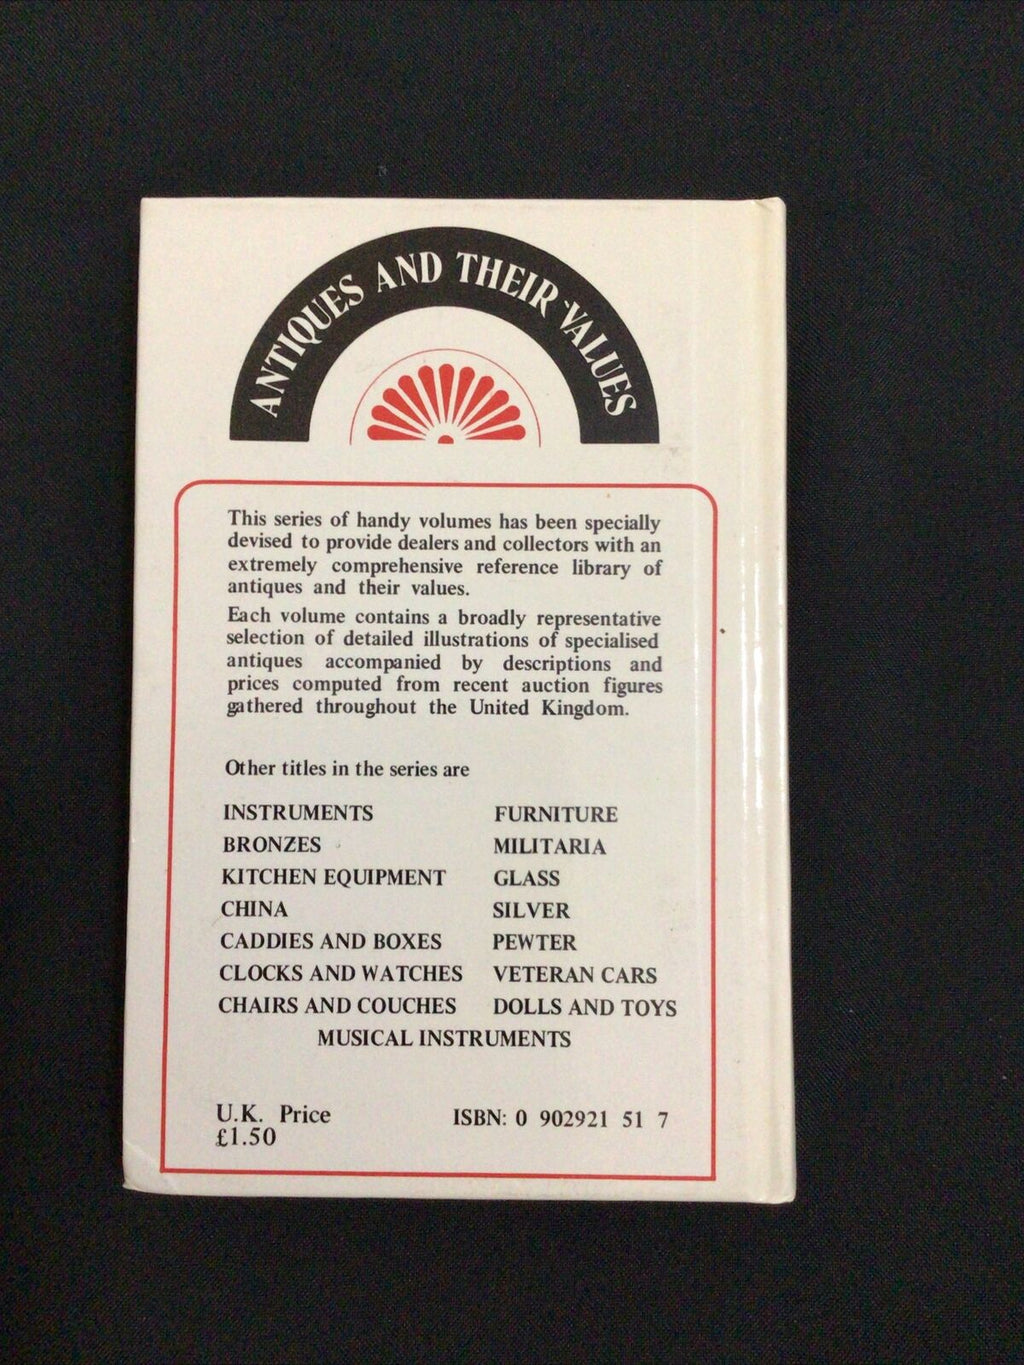 ANTIQUES AND THEIR VALUES
This series of handy volumes has been specially
devised to provide dealers and collectors with an
extremely comprehensive reference library of
antiques and their values.
Each volume contains a broadly representative
selection of detailed illustrations of specialised
antiques accompanied by descriptions and
prices computed from recent auction figures
gathered throughout the United Kingdom.
Other titles in the series are
INSTRUMENTS FURNITURE
BRONZES MILITARIA
KITCHEN EQUIPMENT GLASS
CHINA SILVER
CADDIES AND BOXES PEWTER
CLOCKS AND WATCHES VETERAN CARS
CHAIRS AND COUCHES DOLLS AND TOYS
MUSICAL INSTRUMENTS
U.K. Price ISBN: 0 902921 51 7
£1.50